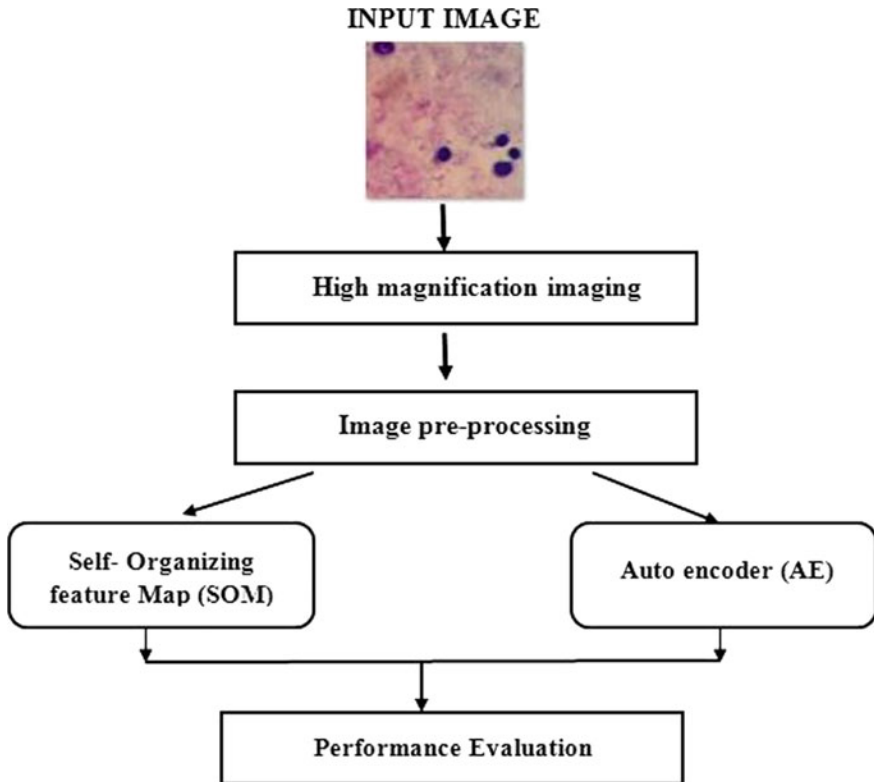 INPUT IMAGE
High magnification imaging
Image pre-processing
Self- Organizing
feature Map (SOM)
Auto encoder (AE)
Performance Evaluation